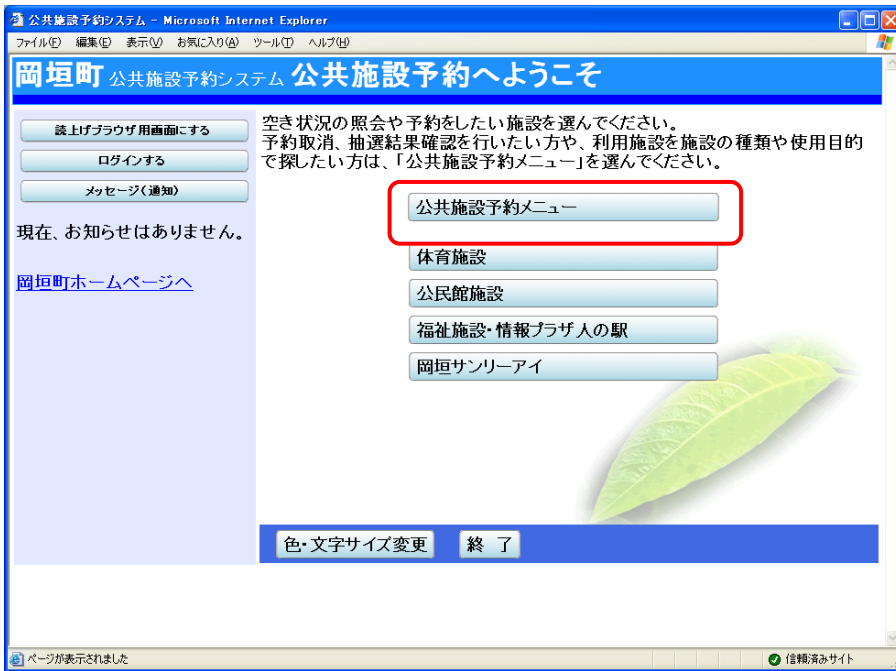 公共施設予約システム - Microsoft Internet Explorer
ファイル(F) 編集(E) 表示(V) お気に入り(A) ツール(T) ヘルプ(H)
岡垣町 公共施設予約システム 公共施設予約へようこそ
読上げブラウザ用画面にする
ログインする
メッセージ(通知)
現在、お知らせはありません。
岡垣町ホームページへ
空き状況の照会や予約をしたい施設を選んでください。
予約取消、抽選結果確認を行いたい方や、利用施設を施設の種類や使用目的
で探したい方は、「公共施設予約メニュー」を選んでください。
公共施設予約メニュー
体育施設
公民館施設
福祉施設・情報プラザ人の駅
岡垣サンリーアイ
色・文字サイズ変更 終 了
ページが表示されました 信頼済みサイト